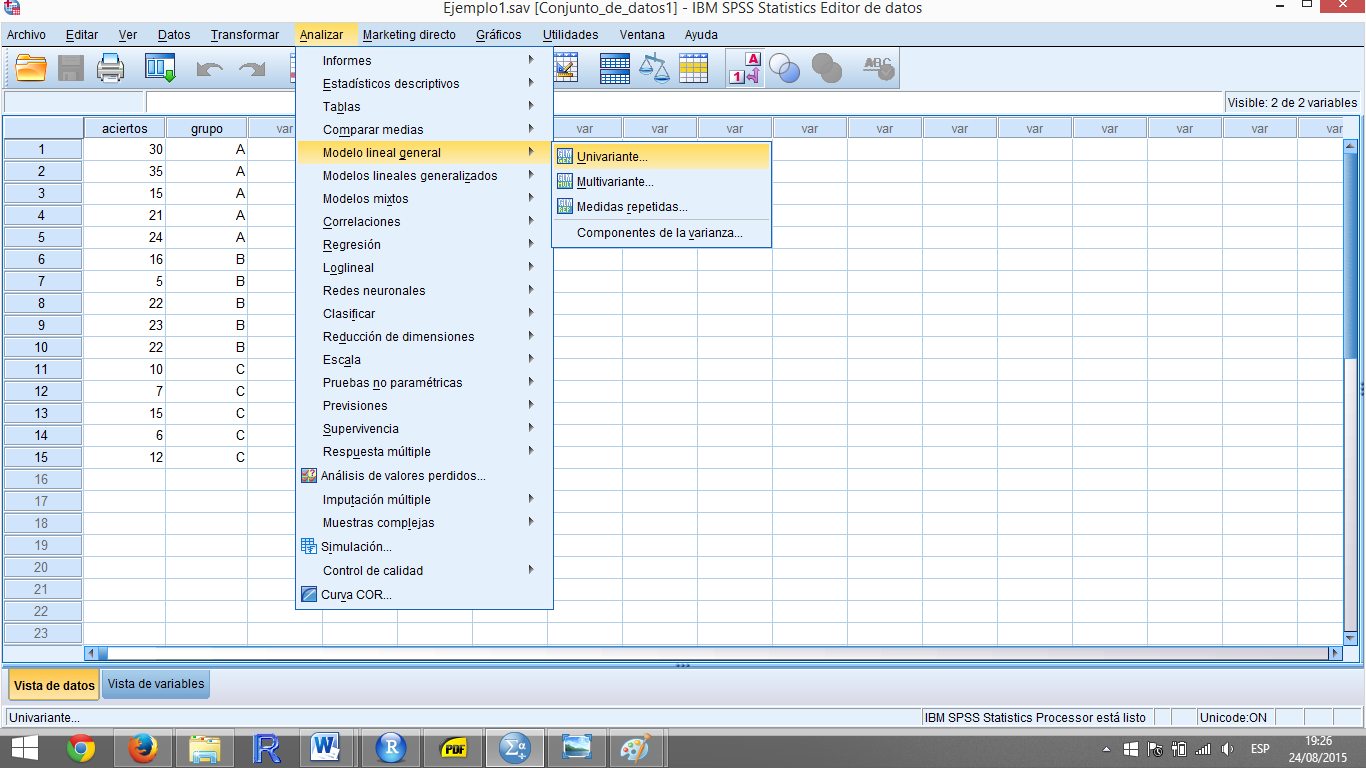 Ejemplo1.sav [Conjunto_de_datos1] - IBM SPSS Statistics Editor de datos
Archivo Editar Ver Datos Transformar Analizar Marketing directo Gráficos Utilidades Ventana Ayuda
Visible: 2 de 2 variables
aciertos grupo var var var var var var var var var var var var
1 30 A
2 35 A
3 15 A
4 21 A
5 24 A
6 16 B
7 5 B
8 22 B
9 23 B
10 22 B
11 10 C
12 7 C
13 15 C
14 6 C
15 12 C
16
17
18
19
20
21
22
23
Informes
Estadísticos descriptivos
Tablas
Comparar medias
Modelo lineal general
Modelos lineales generalizados
Modelos mixtos
Correlaciones
Regresión
Loglineal
Redes neuronales
Clasificar
Reducción de dimensiones
Escala
Pruebas no paramétricas
Previsiones
Supervivencia
Respuesta múltiple
Análisis de valores perdidos...
Imputación múltiple
Muestras complejas
Simulación...
Control de calidad
Curva COR...
Univariante...
Multivariante...
Medidas repetidas...
Componentes de la varianza...
Vista de datos Vista de variables
Univariante... IBM SPSS Statistics Processor está listo Unicode:ON
PDF
ESP
19:26
24/08/2015